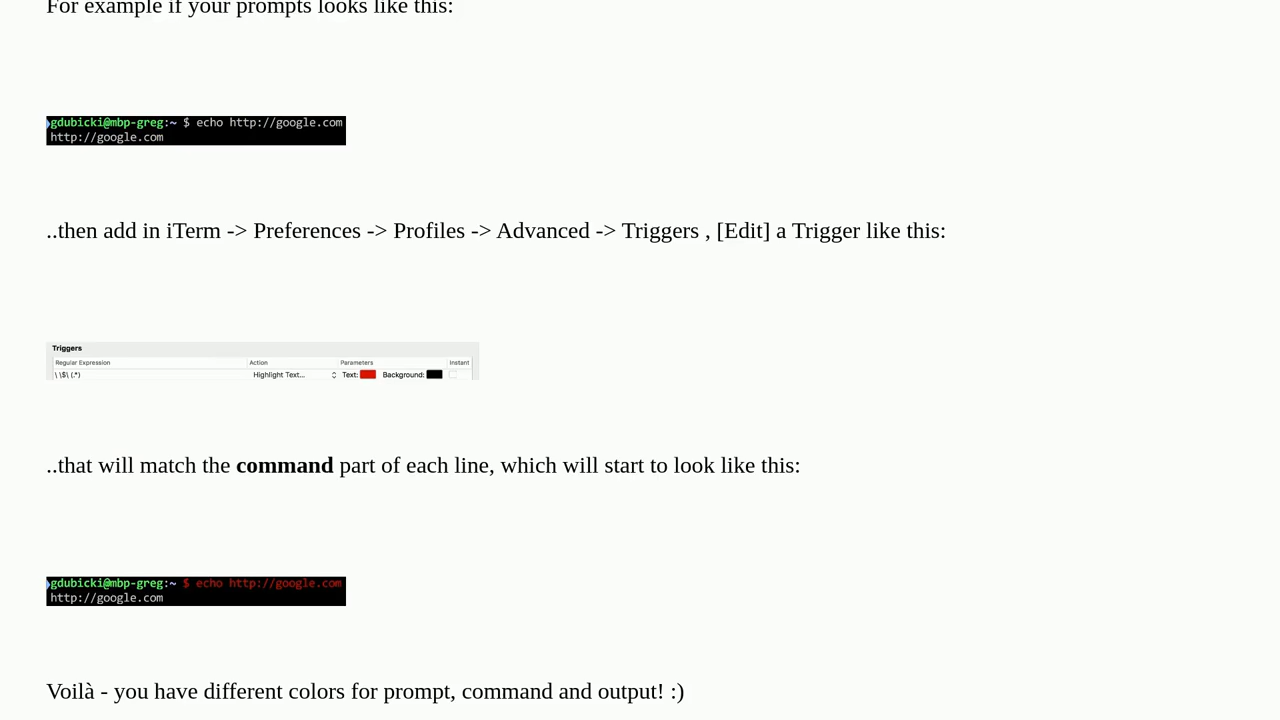 For example if your prompts looks like this:
gdubicki@mbp-greg:~ $ echo http://google.com
http://google.com
..then add in iTerm -> Preferences -> Profiles -> Advanced -> Triggers , [Edit] a Trigger like this:
Triggers
Regular Expression Action Parameters Instant
\ \$\ (.*) Highlight Text... Text: Background:
..that will match the command part of each line, which will start to look like this:
gdubicki@mbp-greg:~ $ echo http://google.com
http://google.com
Voilà - you have different colors for prompt, command and output! :)